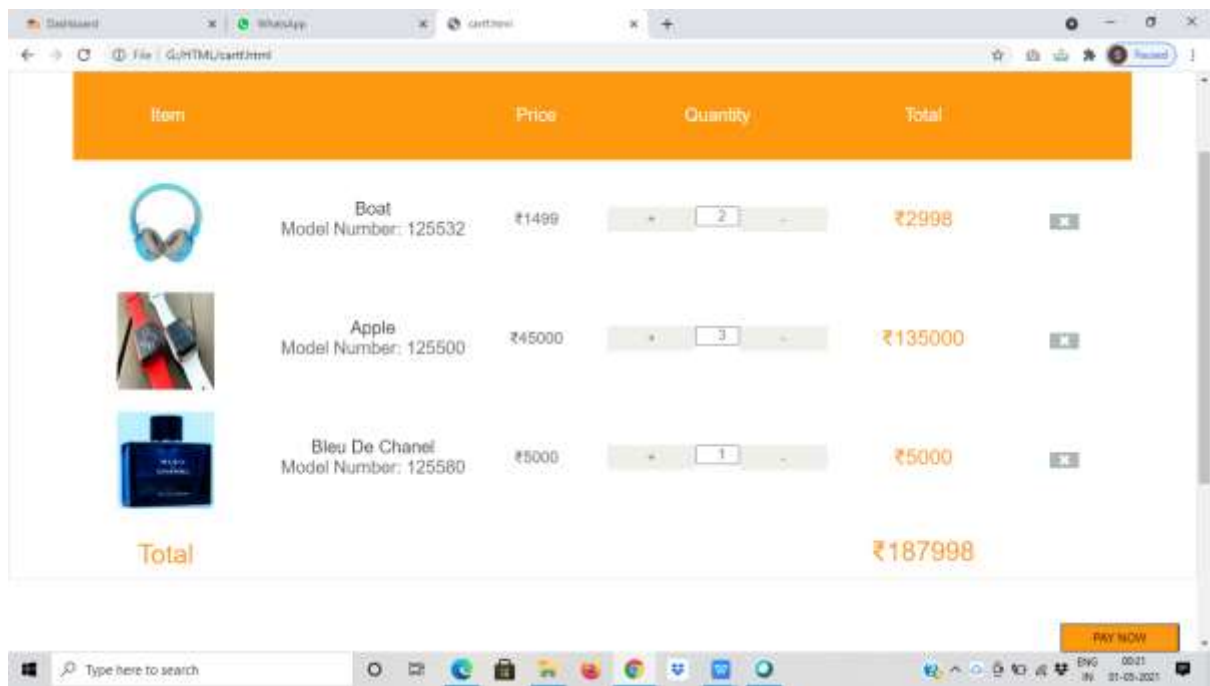 Dashboard
WhatsApp
cartf.html
File | G:/HTML/cartf.html
Paused
Item Price Quantity Total
Boat
Model Number: 125532
₹1499 + 2 - ₹2998
Apple
Model Number: 125500
₹45000 + 3 - ₹135000
Bleu De Chanel
Model Number: 125580
₹5000 + 1 - ₹5000
Total ₹187998
PAY NOW
Type here to search
ENG
IN
00:21
01-05-2021